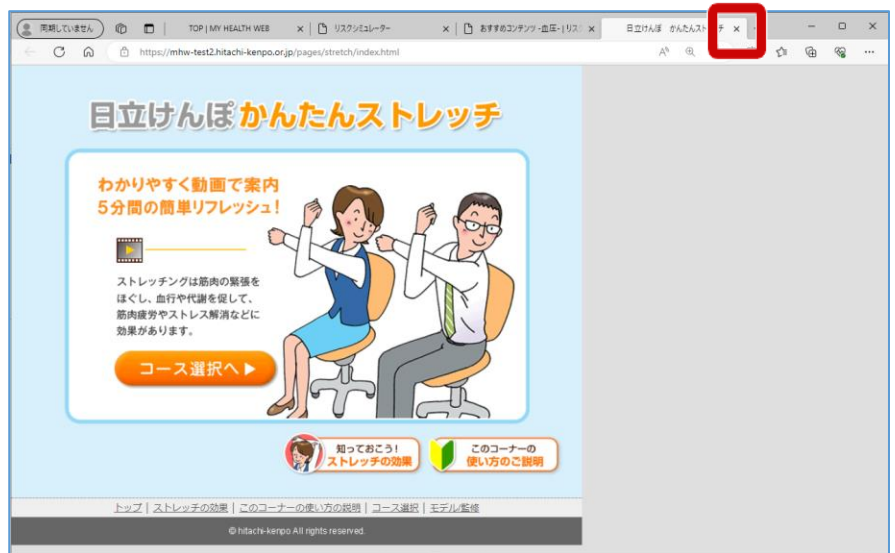 同期していません
TOP | MY HEALTH WEB
リスクシミュレーター
おすすめコンテンツ -血圧- | リス
日立けんぽ かんたんスト
チ
https://mhw-test2.hitachi-kenpo.or.jp/pages/stretch/index.html
日立けんぽ かんたんストレッチ
わかりやすく動画で案内
5分間の簡単リフレッシュ!
ストレッチングは筋肉の緊張を
ほぐし、血行や代謝を促して、
筋肉疲労やストレス解消などに
効果があります。
コース選択へ▶
知っておこう!
ストレッチの効果
このコーナーの
使い方のご説明
トップ | ストレッチの効果 | このコーナーの使い方の説明 | コース選択 | モデル/監修
© hitachi-kenpo All rights reserved.